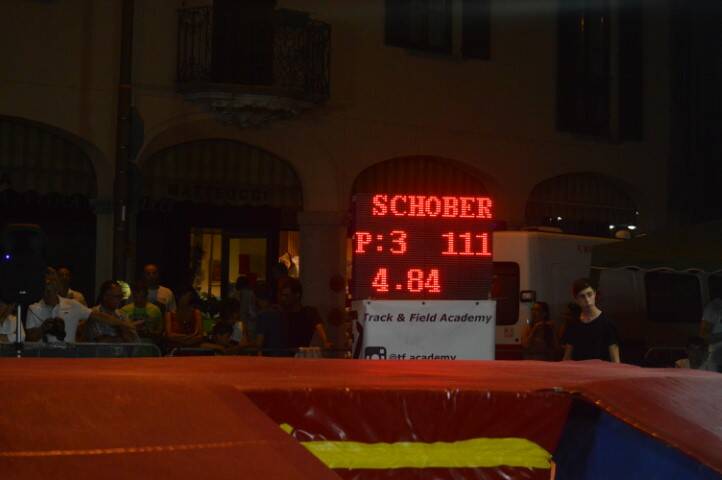 SCHOBER
P:3 111
4.84
Track & Field Academy
@tf.academy